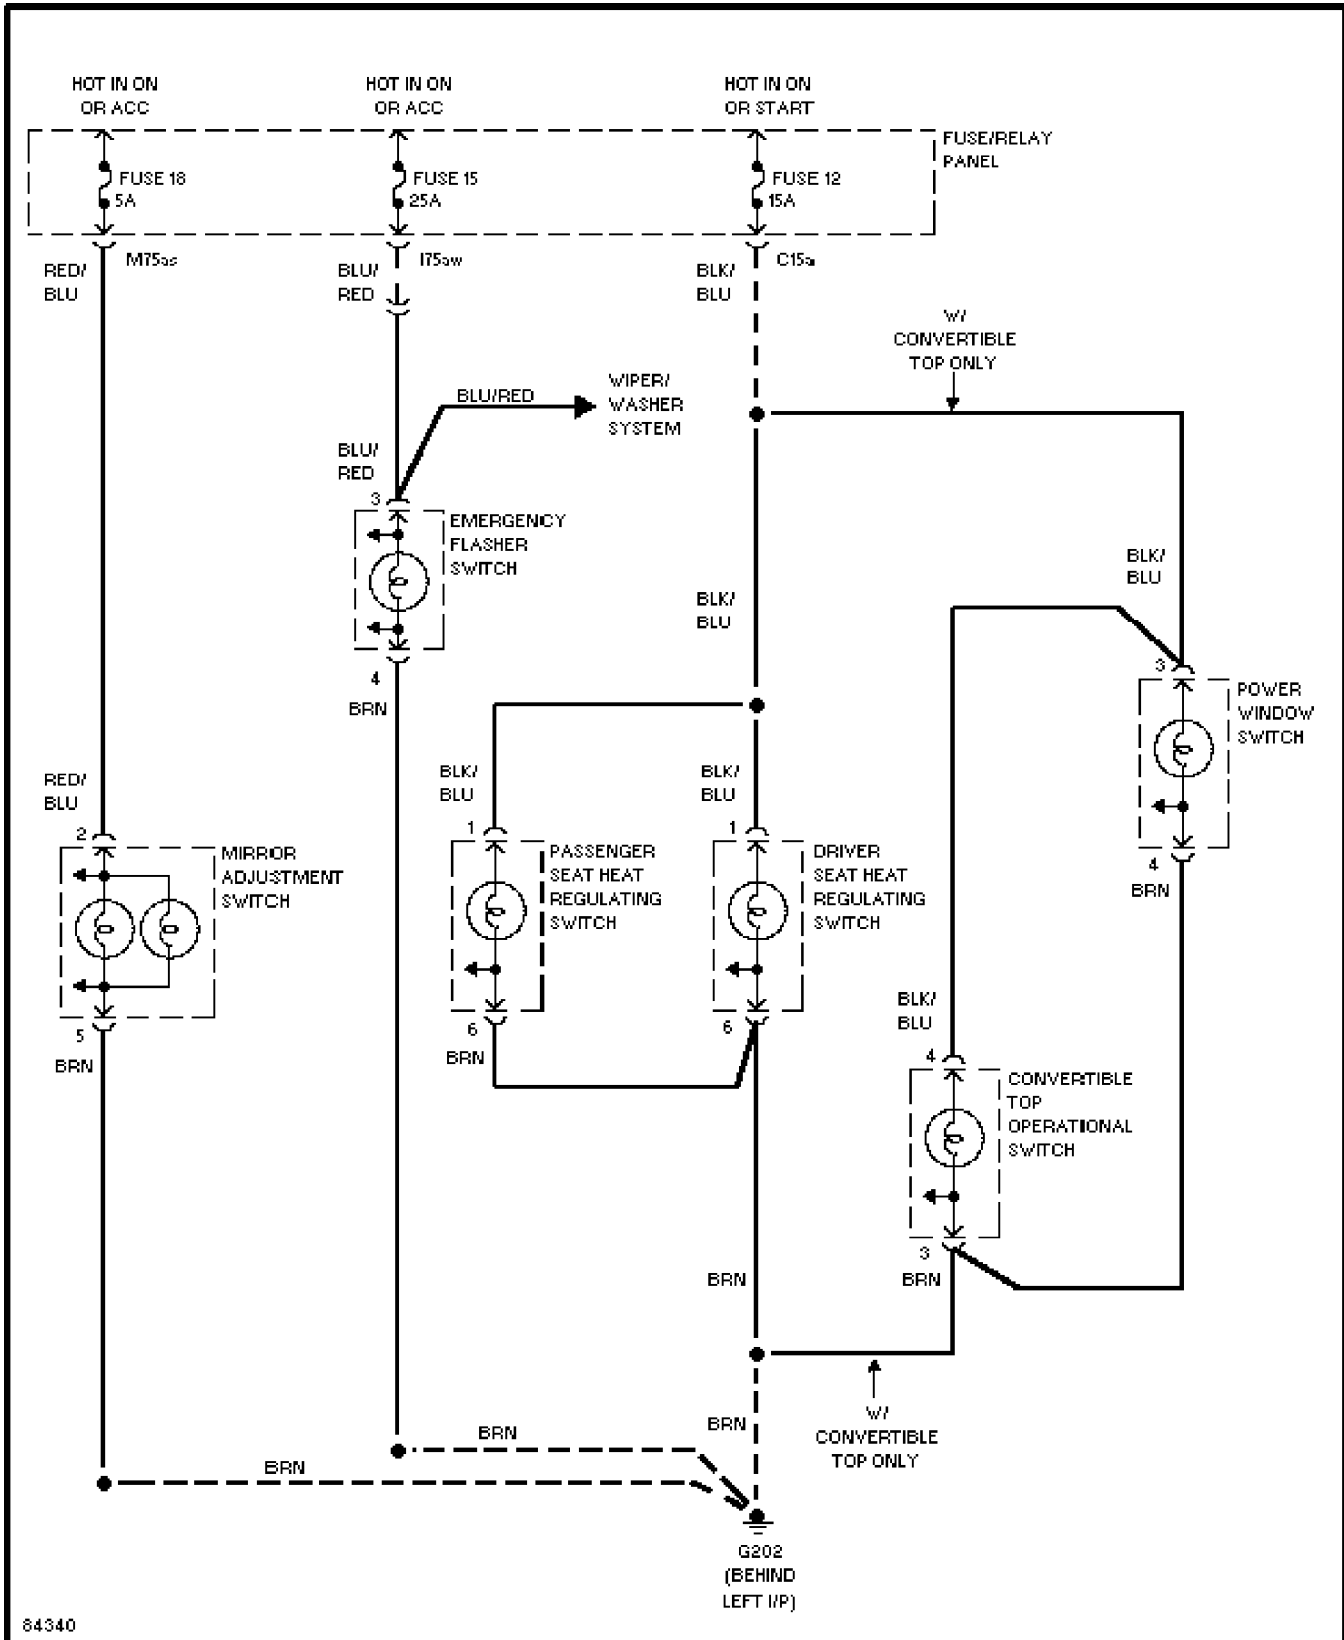 HOT IN ON
OR ACC
HOT IN ON
OR ACC
HOT IN ON
OR START
FUSE/RELAY
PANEL
FUSE 18
5A
FUSE 15
25A
FUSE 12
15A
M75as
I75aw
C15a
RED/
BLU
BLU/
RED
BLK/
BLU
W/
CONVERTIBLE
TOP ONLY
BLU/RED
WIPER/
WASHER
SYSTEM
BLU/
RED
3
EMERGENCY
FLASHER
SWITCH
4
BRN
BLK/
BLU
BLK/
BLU
3
POWER
WINDOW
SWITCH
4
BRN
RED/
BLU
2
MIRROR
ADJUSTMENT
SWITCH
5
BRN
BLK/
BLU
1
PASSENGER
SEAT HEAT
REGULATING
SWITCH
6
BRN
BLK/
BLU
1
DRIVER
SEAT HEAT
REGULATING
SWITCH
6
BLK/
BLU
4
CONVERTIBLE
TOP
OPERATIONAL
SWITCH
3
BRN
BRN
BRN
BRN
BRN
W/
CONVERTIBLE
TOP ONLY
G202
(BEHIND
LEFT I/P)
84340